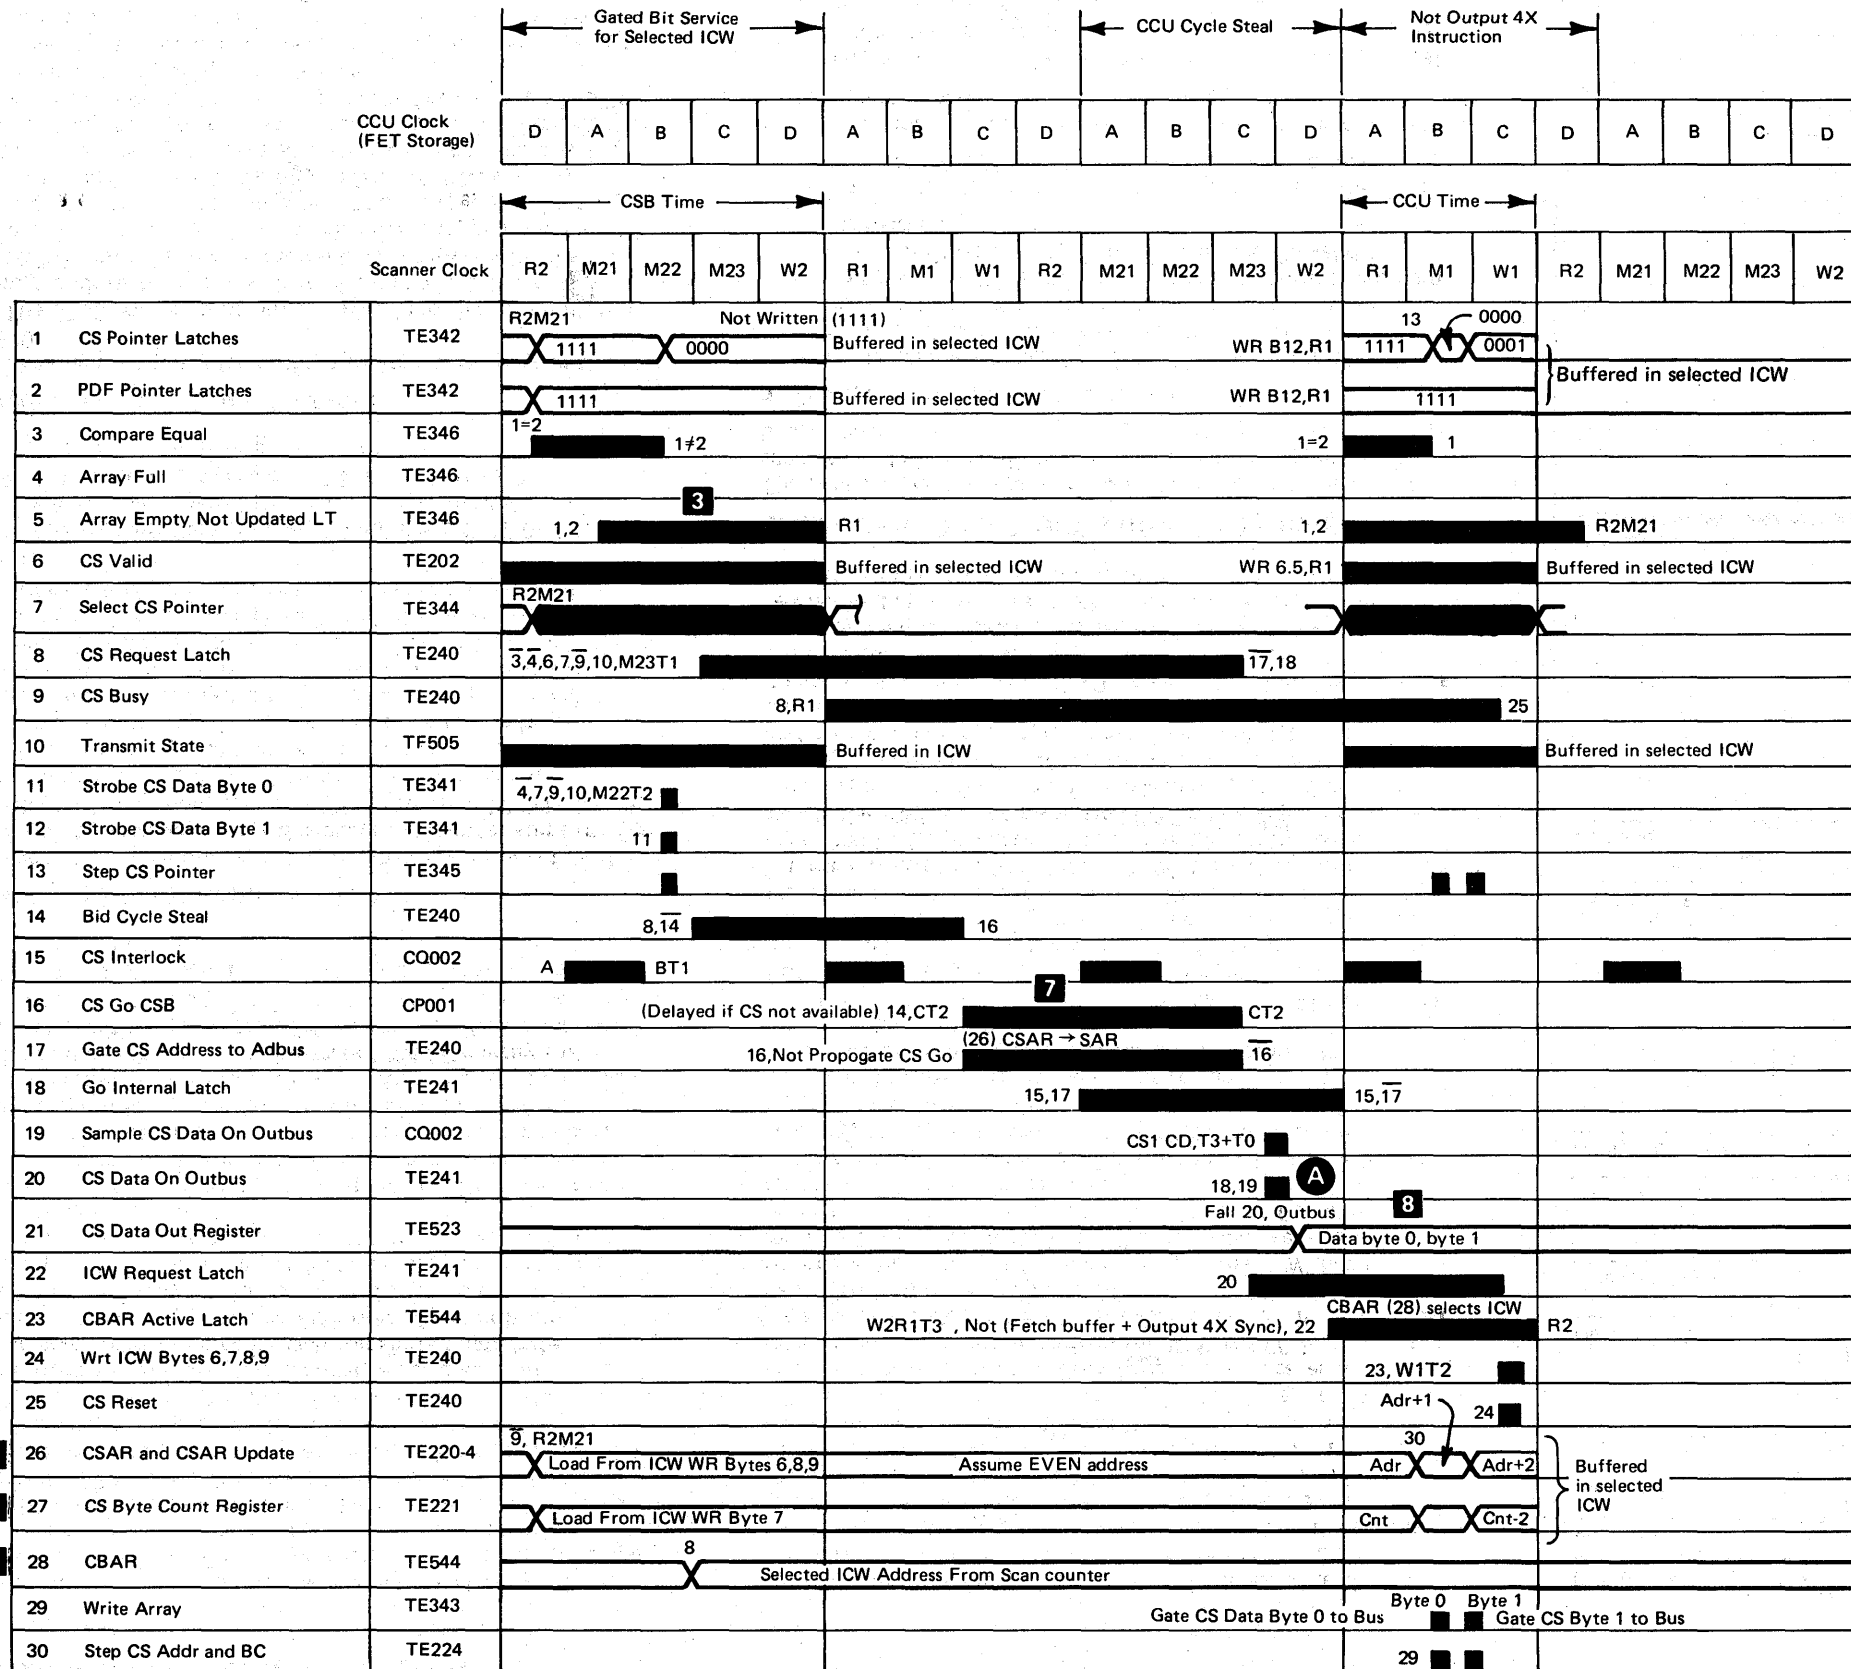 Gated Bit Service
for Selected ICW
CCU Cycle Steal
Not Output 4X
Instruction
CCU Clock
(FET Storage)
D A B C D A B C D A B C D A B C D A B C D
CSB Time
CCU Time
Scanner Clock R2 M21 M22 M23 W2 R1 M1 W1 R2 M21 M22 M23 W2 R1 M1 W1 R2 M21 M22 M23 W2
1 CS Pointer Latches TE342 R2M21 1111 0000 Not Written (1111) Buffered in selected ICW WR B12,R1 1111 13 0000 0001
Buffered in selected ICW
2 PDF Pointer Latches TE342 1111 Buffered in selected ICW WR B12,R1 1111
3 Compare Equal TE346 1=2 1≠2 1=2 1
4 Array Full TE346
3
5 Array Empty Not Updated LT TE346 1,2 R1 1,2 R2M21
6 CS Valid TE202 Buffered in selected ICW WR 6.5,R1 Buffered in selected ICW
7 Select CS Pointer TE344 R2M21
8 CS Request Latch TE240 3̅,4̅,6,7,9̅,10,M23T1 1̅7̅,18
9 CS Busy TE240 8,R1 25
10 Transmit State TF505 Buffered in ICW Buffered in selected ICW
11 Strobe CS Data Byte 0 TE341 4̅,7,9̅,10,M22T2
12 Strobe CS Data Byte 1 TE341 11
13 Step CS Pointer TE345
14 Bid Cycle Steal TE240 8,1̅4̅ 16
15 CS Interlock CQ002 A BT1
7
16 CS Go CSB CP001 (Delayed if CS not available) 14,CT2 CT2
17 Gate CS Address to Adbus TE240 16,Not Propogate CS Go (26) CSAR → SAR 1̅6̅
18 Go Internal Latch TE241 15,17 15,1̅7̅
19 Sample CS Data On Outbus CQ002 CS1 CD,T3+T0
20 CS Data On Outbus TE241 18,19 A
8
21 CS Data Out Register TE523 Fall 20, Outbus Data byte 0, byte 1
22 ICW Request Latch TE241 20
23 CBAR Active Latch TE544 W2R1T3 , Not (Fetch buffer + Output 4X Sync), 22 CBAR (28) selects ICW R2
24 Wrt ICW Bytes 6,7,8,9 TE240 23, W1T2
25 CS Reset TE240 Adr+1 24
26 CSAR and CSAR Update TE220-4 9̅, R2M21 Load From ICW WR Bytes 6,8,9 Assume EVEN address Adr 30 Adr+2
Buffered
in selected
ICW
27 CS Byte Count Register TE221 Load From ICW WR Byte 7 Cnt Cnt-2
28 CBAR TE544 8 Selected ICW Address From Scan counter
29 Write Array TE343 Gate CS Data Byte 0 to Bus Byte 0 Byte 1 Gate CS Byte 1 to Bus
30 Step CS Addr and BC TE224 29